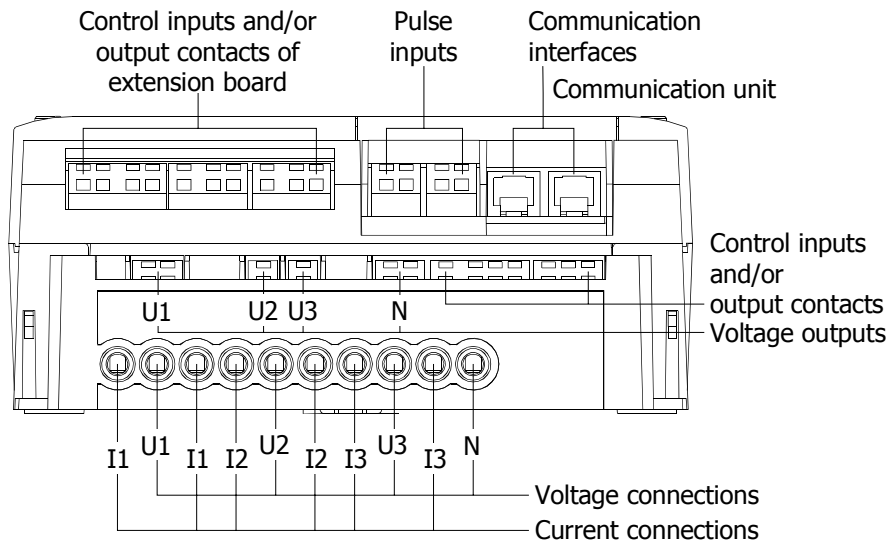 Control inputs and/or
output contacts of
extension board
Pulse
inputs
Communication
interfaces
Communication unit
Control inputs
and/or
output contacts
Voltage outputs
U1 U2 U3 N
I1 U1 I1 I2 U2 I2 I3 U3 I3 N
Voltage connections
Current connections